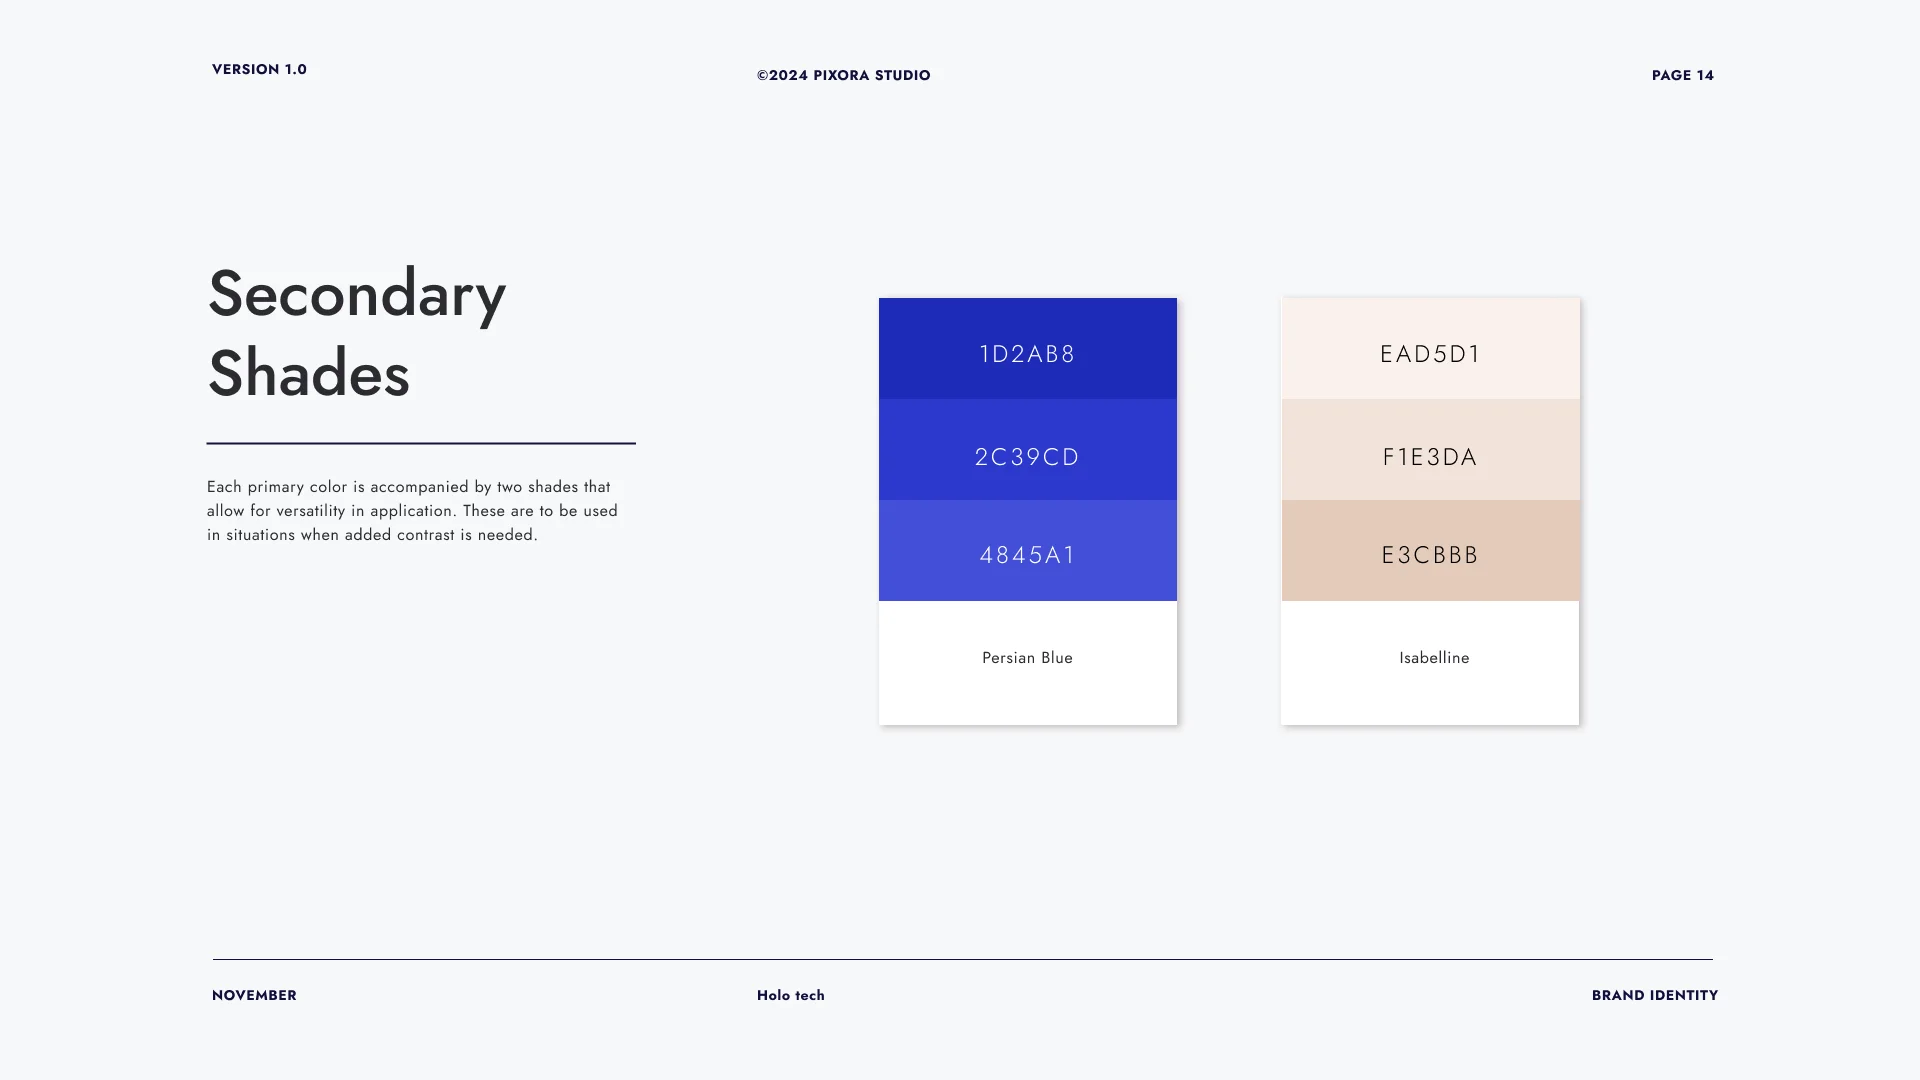 VERSION 1.0
©2024 PIXORA STUDIO
PAGE 14
Secondary
Shades
Each primary color is accompanied by two shades that
allow for versatility in application. These are to be used
in situations when added contrast is needed.
1D2AB8
2C39CD
4845A1
Persian Blue
EAD5D1
F1E3DA
E3CBBB
Isabelline
NOVEMBER
Holo tech
BRAND IDENTITY